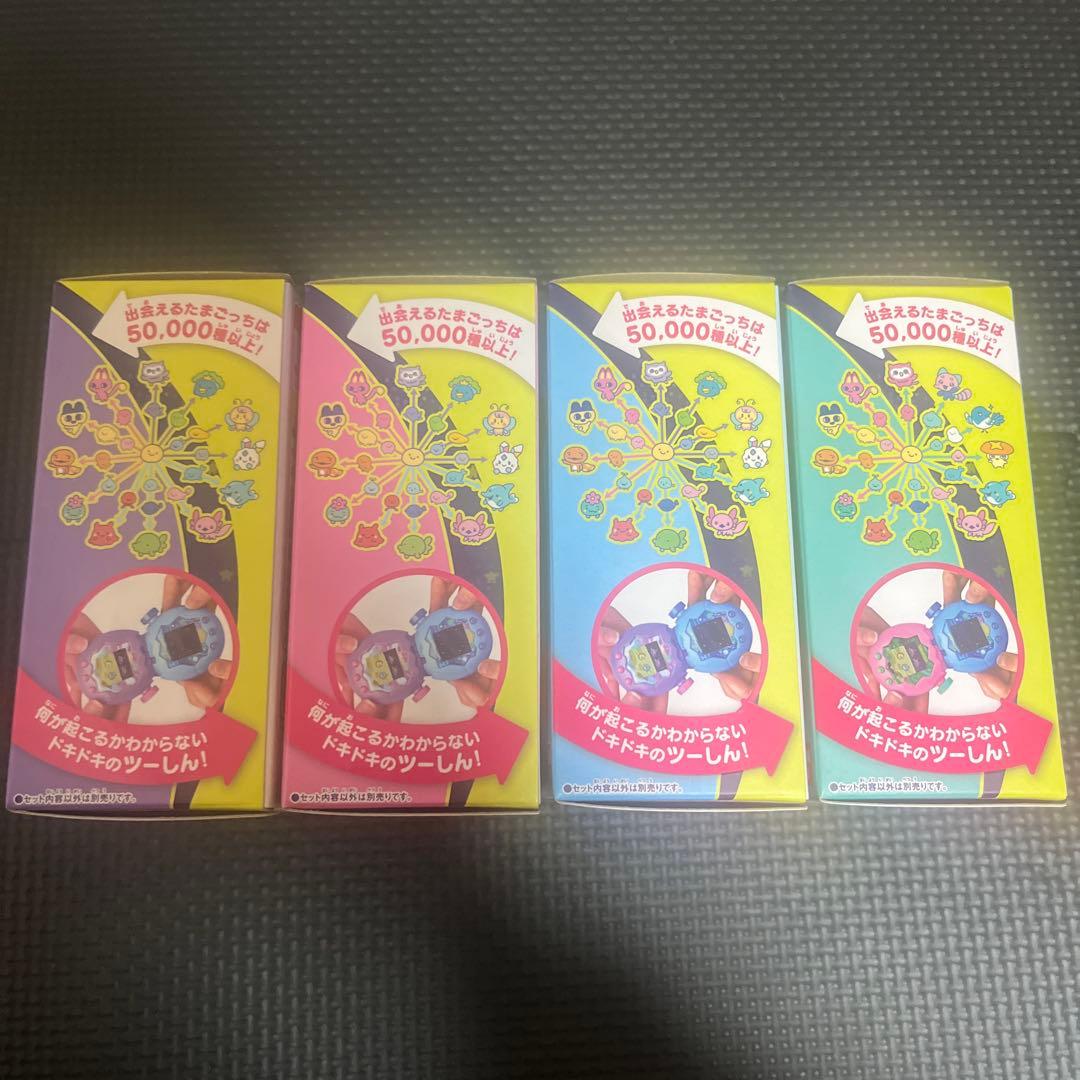 出会えるたまごっちは
50,000種以上!
何が起こるかわからない
ドキドキのツーしん!
●セット内容以外は別売りです。
出会えるたまごっちは
50,000種以上!
何が起こるかわからない
ドキドキのツーしん!
●セット内容以外は別売りです。
出会えるたまごっちは
50,000種以上!
何が起こるかわからない
ドキドキのツーしん!
●セット内容以外は別売りです。
出会えるたまごっちは
50,000種以上!
何が起こるかわからない
ドキドキのツーしん!
●セット内容以外は別売りです。